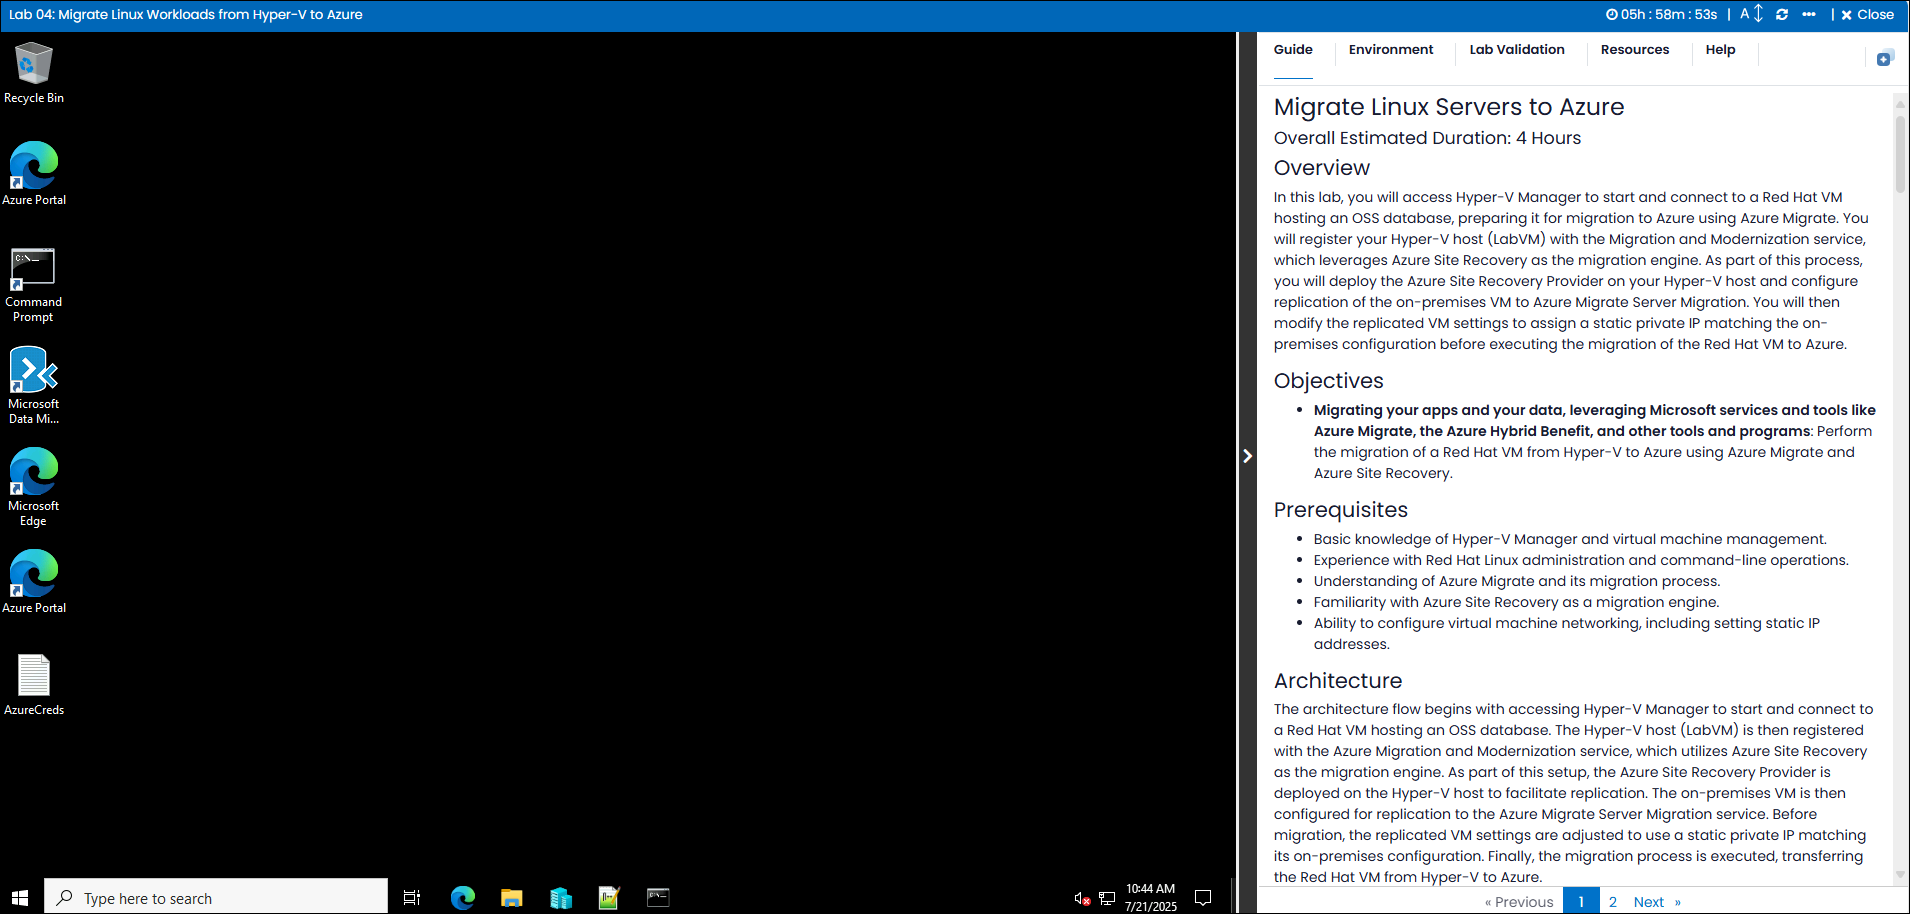 Lab 04: Migrate Linux Workloads from Hyper-V to Azure
05h : 58m : 53s | A | Close
Recycle Bin
Azure Portal
C:\_
Command
Prompt
Microsoft
Data Mi...
Microsoft
Edge
Azure Portal
AzureCreds
Type here to search
10:44 AM
7/21/2025
Guide
Environment
Lab Validation
Resources
Help
Migrate Linux Servers to Azure
Overall Estimated Duration: 4 Hours
Overview
In this lab, you will access Hyper-V Manager to start and connect to a Red Hat VM
hosting an OSS database, preparing it for migration to Azure using Azure Migrate. You
will register your Hyper-V host (LabVM) with the Migration and Modernization service,
which leverages Azure Site Recovery as the migration engine. As part of this process,
you will deploy the Azure Site Recovery Provider on your Hyper-V host and configure
replication of the on-premises VM to Azure Migrate Server Migration. You will then
modify the replicated VM settings to assign a static private IP matching the on-
premises configuration before executing the migration of the Red Hat VM to Azure.
Objectives
• Migrating your apps and your data, leveraging Microsoft services and tools like
Azure Migrate, the Azure Hybrid Benefit, and other tools and programs: Perform
the migration of a Red Hat VM from Hyper-V to Azure using Azure Migrate and
Azure Site Recovery.
Prerequisites
• Basic knowledge of Hyper-V Manager and virtual machine management.
• Experience with Red Hat Linux administration and command-line operations.
• Understanding of Azure Migrate and its migration process.
• Familiarity with Azure Site Recovery as a migration engine.
• Ability to configure virtual machine networking, including setting static IP
addresses.
Architecture
The architecture flow begins with accessing Hyper-V Manager to start and connect to
a Red Hat VM hosting an OSS database. The Hyper-V host (LabVM) is then registered
with the Azure Migration and Modernization service, which utilizes Azure Site Recovery
as the migration engine. As part of this setup, the Azure Site Recovery Provider is
deployed on the Hyper-V host to facilitate replication. The on-premises VM is then
configured for replication to the Azure Migrate Server Migration service. Before
migration, the replicated VM settings are adjusted to use a static private IP matching
its on-premises configuration. Finally, the migration process is executed, transferring
the Red Hat VM from Hyper-V to Azure.
« Previous 1 2 Next »